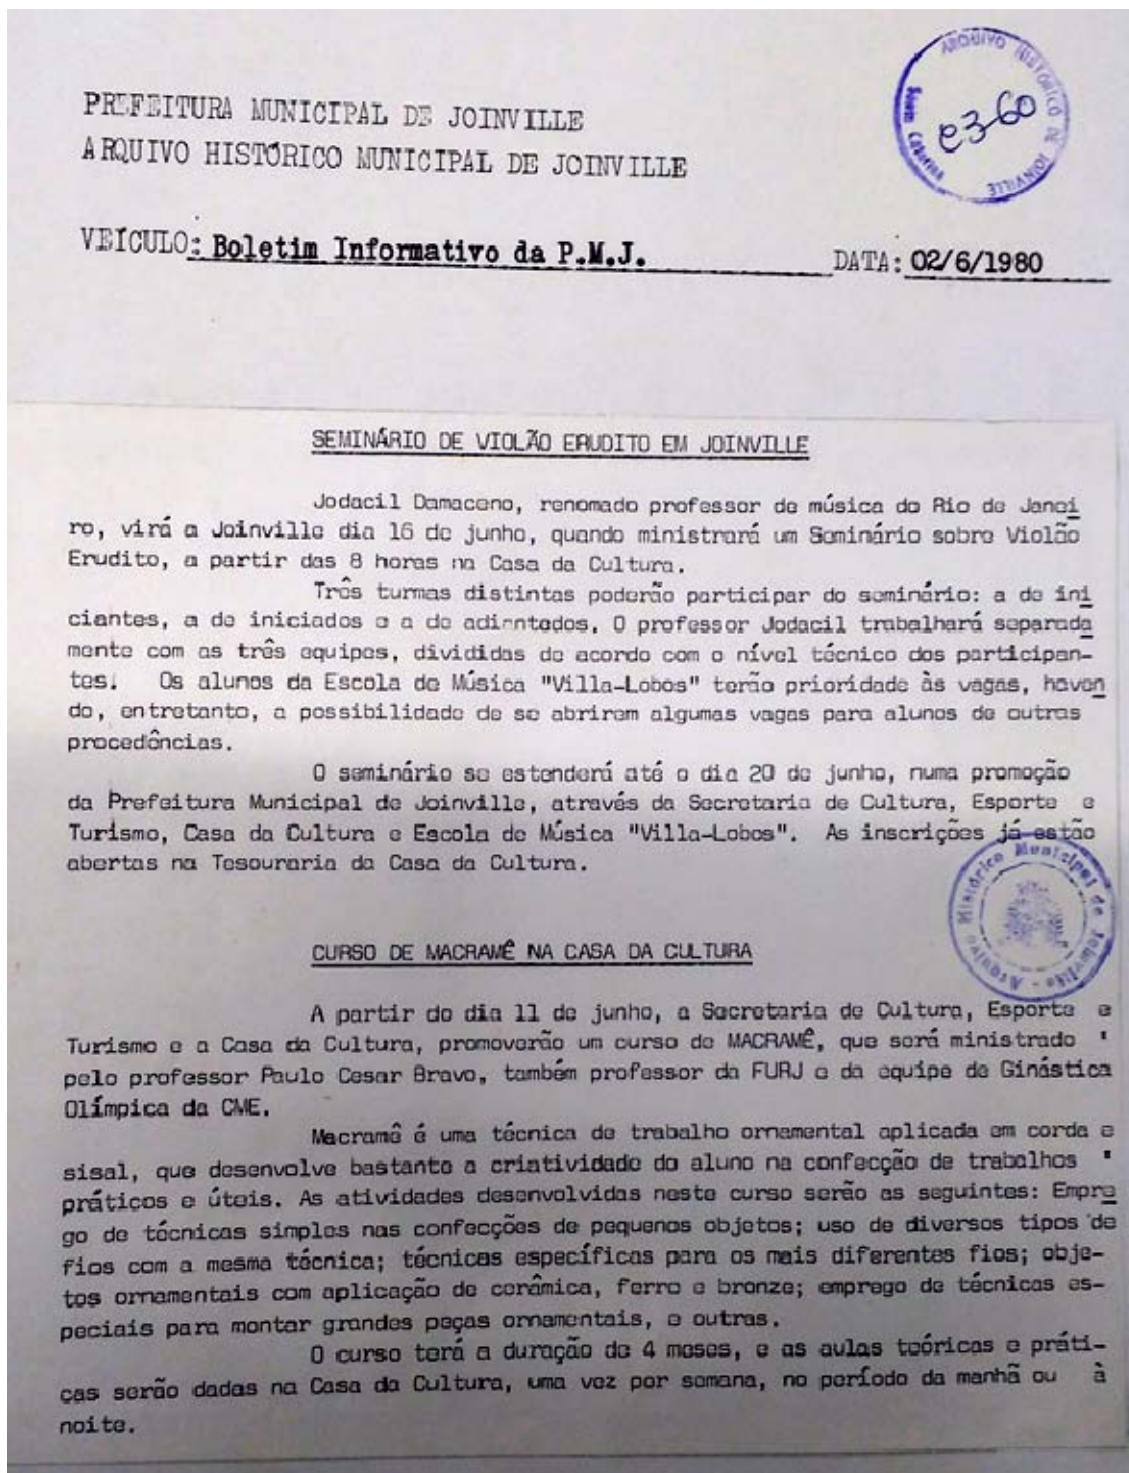 PREFEITURA MUNICIPAL DE JOINVILLE
ARQUIVO HISTÓRICO MUNICIPAL DE JOINVILLE
ARQUIVO HISTÓRICO DE JOINVILLE
e3-60
VEÍCULO: Boletim Informativo da P.M.J.
DATA: 02/6/1980
SEMINÁRIO DE VIOLÃO ERUDITO EM JOINVILLE
Jodacil Damaceno, renomado professor de música do Rio de Janei
ro, virá a Joinville dia 16 de junho, quando ministrará um Seminário sobre Violão
Erudito, a partir das 8 horas na Casa da Cultura.
Três turmas distintas poderão participar do seminário: a de ini
ciantes, a de iniciados e a de adiantados. O professor Jodacil trabalhará separada
mente com as três equipes, divididas de acordo com o nível técnico dos participan-
tes. Os alunos da Escola de Música "Villa-Lobos" terão prioridade às vagas, haven
do, entretanto, a possibilidade de se abrirem algumas vagas para alunos de outras
procedências.
O seminário se estenderá até o dia 20 de junho, numa promoção
da Prefeitura Municipal de Joinville, através da Secretaria de Cultura, Esporte e
Turismo, Casa da Cultura e Escola de Música "Villa-Lobos". As inscrições já estão
abertas na Tesouraria da Casa da Cultura.
Arquivo Histórico Municipal de Joinville
CURSO DE MACRAMÊ NA CASA DA CULTURA
A partir do dia 11 de junho, a Secretaria de Cultura, Esporte e
Turismo e a Casa da Cultura, promoverão um curso de MACRAMÊ, que será ministrado '
pelo professor Paulo Cesar Bravo, também professor da FURJ e da equipe de Ginástica
Olímpica da CME.
Macramê é uma técnica de trabalho ornamental aplicada em corda e
sisal, que desenvolve bastante a criatividade do aluno na confecção de trabalhos '
práticos e úteis. As atividades desenvolvidas neste curso serão as seguintes: Empre
go de técnicas simples nas confecções de pequenos objetos; uso de diversos tipos de
fios com a mesma técnica; técnicas específicas para os mais diferentes fios; obje-
tos ornamentais com aplicação de cerâmica, ferro e bronze; emprego de técnicas es-
peciais para montar grandes peças ornamentais, e outras.
O curso terá a duração de 4 meses, e as aulas teóricas e práti-
cas serão dadas na Casa da Cultura, uma vez por semana, no período da manhã ou à
noite.